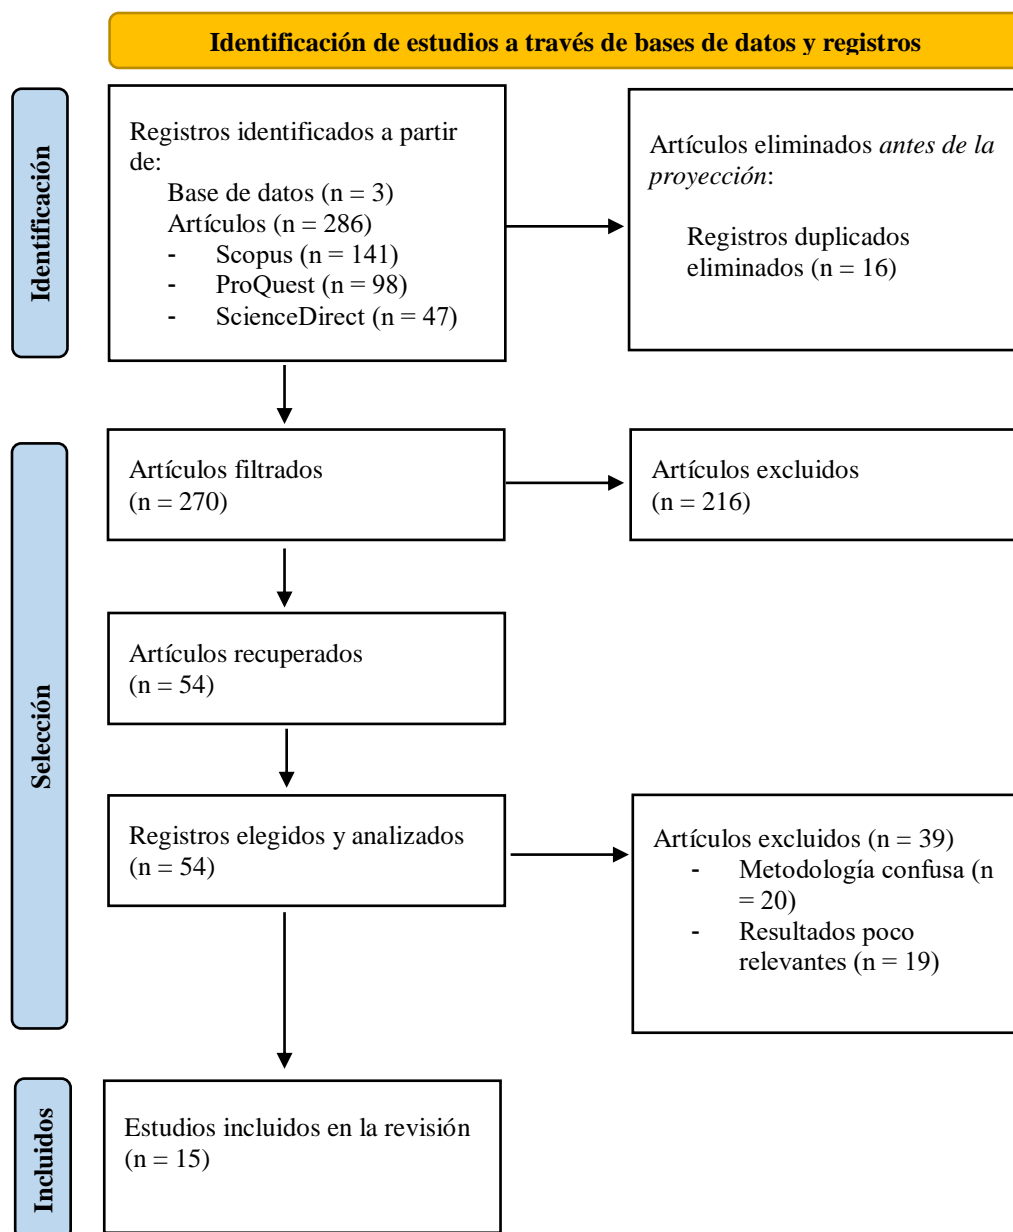 Identificación de estudios a través de bases de datos y registros
Identificación
Registros identificados a partir
de:
Base de datos (n = 3)
Artículos (n = 286)
- Scopus (n = 141)
- ProQuest (n = 98)
- ScienceDirect (n = 47)
Artículos eliminados antes de la
proyección:
Registros duplicados
eliminados (n = 16)
Selección
Artículos filtrados
(n = 270)
Artículos excluidos
(n = 216)
Artículos recuperados
(n = 54)
Registros elegidos y analizados
(n = 54)
Artículos excluidos (n = 39)
- Metodología confusa (n
= 20)
- Resultados poco
relevantes (n = 19)
Incluidos
Estudios incluidos en la revisión
(n = 15)